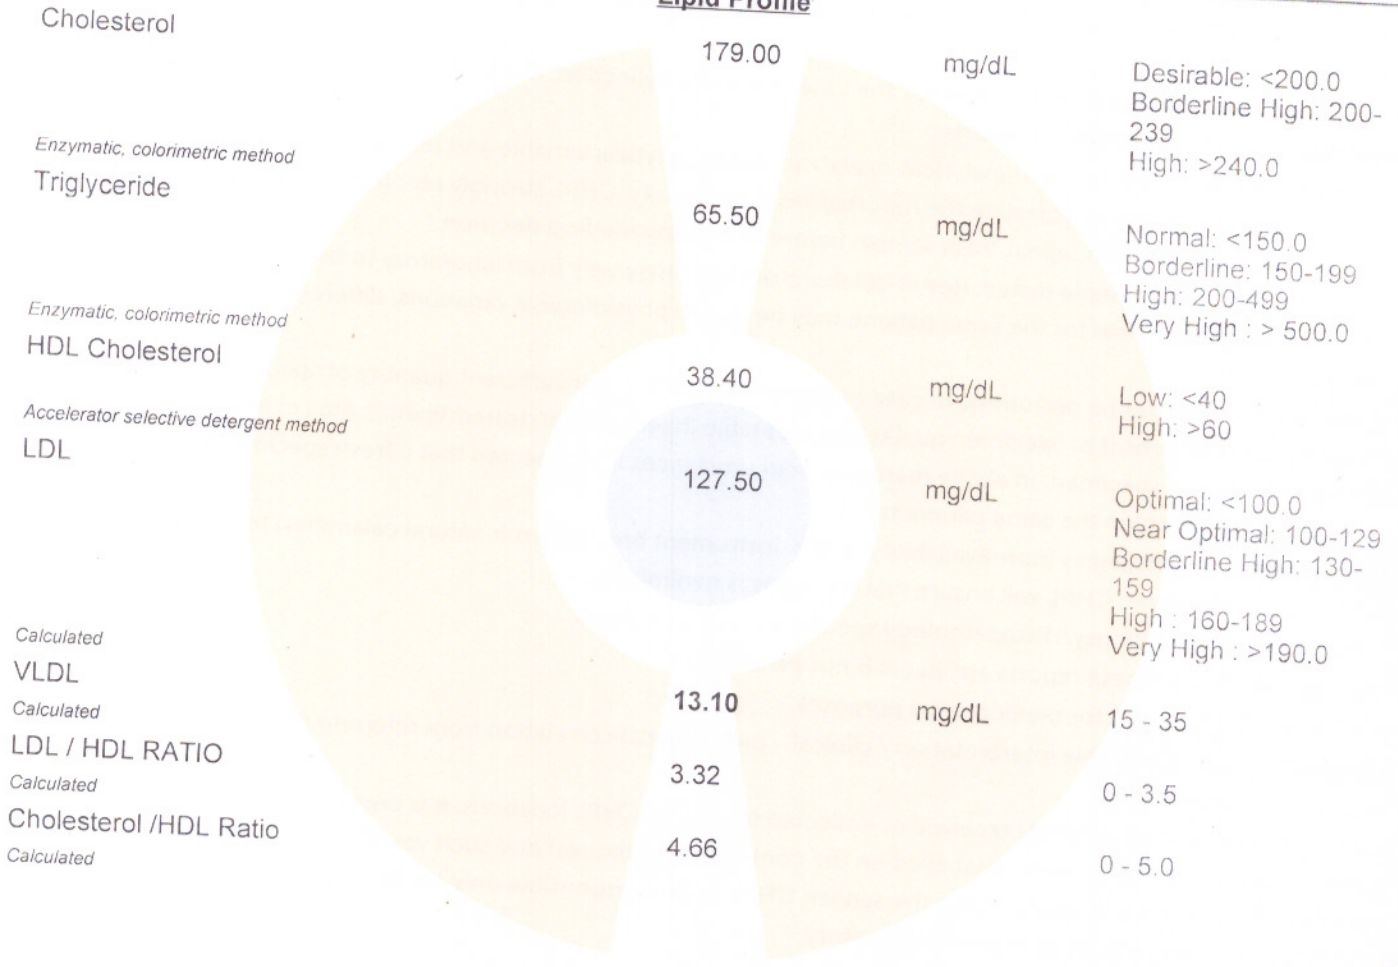 Lipid Profile
Cholesterol 179.00 mg/dL Desirable: <200.0
Borderline High: 200-
239
High: >240.0
Enzymatic, colorimetric method
Triglyceride 65.50 mg/dL Normal: <150.0
Borderline: 150-199
High: 200-499
Very High : > 500.0
Enzymatic, colorimetric method
HDL Cholesterol 38.40 mg/dL Low: <40
High: >60
Accelerator selective detergent method
LDL 127.50 mg/dL Optimal: <100.0
Near Optimal: 100-129
Borderline High: 130-
159
High : 160-189
Very High : >190.0
Calculated
VLDL 13.10 mg/dL 15 - 35
Calculated
LDL / HDL RATIO 3.32 0 - 3.5
Calculated
Cholesterol /HDL Ratio 4.66 0 - 5.0
Calculated